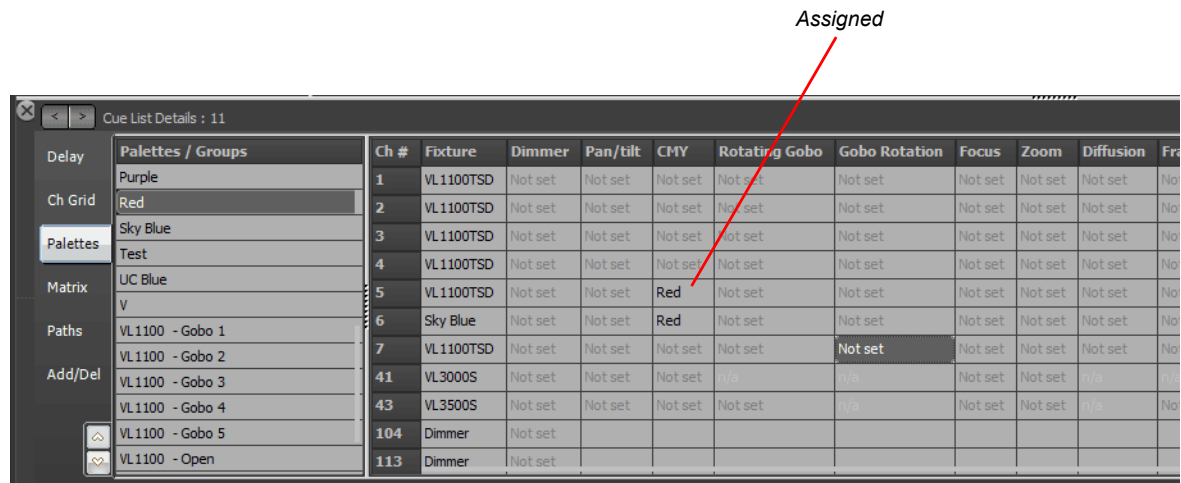 Assigned
< > Cue List Details : 11
Delay
Ch Grid
Palettes
Matrix
Paths
Add/Del
Palettes / Groups
Purple
Red
Sky Blue
Test
UC Blue
V
VL1100 - Gobo 1
VL1100 - Gobo 2
VL1100 - Gobo 3
VL1100 - Gobo 4
VL1100 - Gobo 5
VL1100 - Open
Ch # Fixture Dimmer Pan/tilt CMY Rotating Gobo Gobo Rotation Focus Zoom Diffusion Fra
1 VL1100TSD Not set Not set Not set Not set Not set Not set Not set Not set No
2 VL1100TSD Not set Not set Not set Not set Not set Not set Not set Not set No
3 VL1100TSD Not set Not set Not set Not set Not set Not set Not set Not set No
4 VL1100TSD Not set Not set Not set Not set Not set Not set Not set Not set No
5 VL1100TSD Not set Not set Red Not set Not set Not set Not set Not set No
6 Sky Blue Not set Not set Red Not set Not set Not set Not set Not set No
7 VL1100TSD Not set Not set Not set Not set Not set Not set Not set Not set No
41 VL3000S Not set Not set Not set n/a n/a Not set Not set n/a n/a
43 VL3500S Not set Not set Not set Not set n/a Not set Not set n/a No
104 Dimmer Not set
113 Dimmer Not set